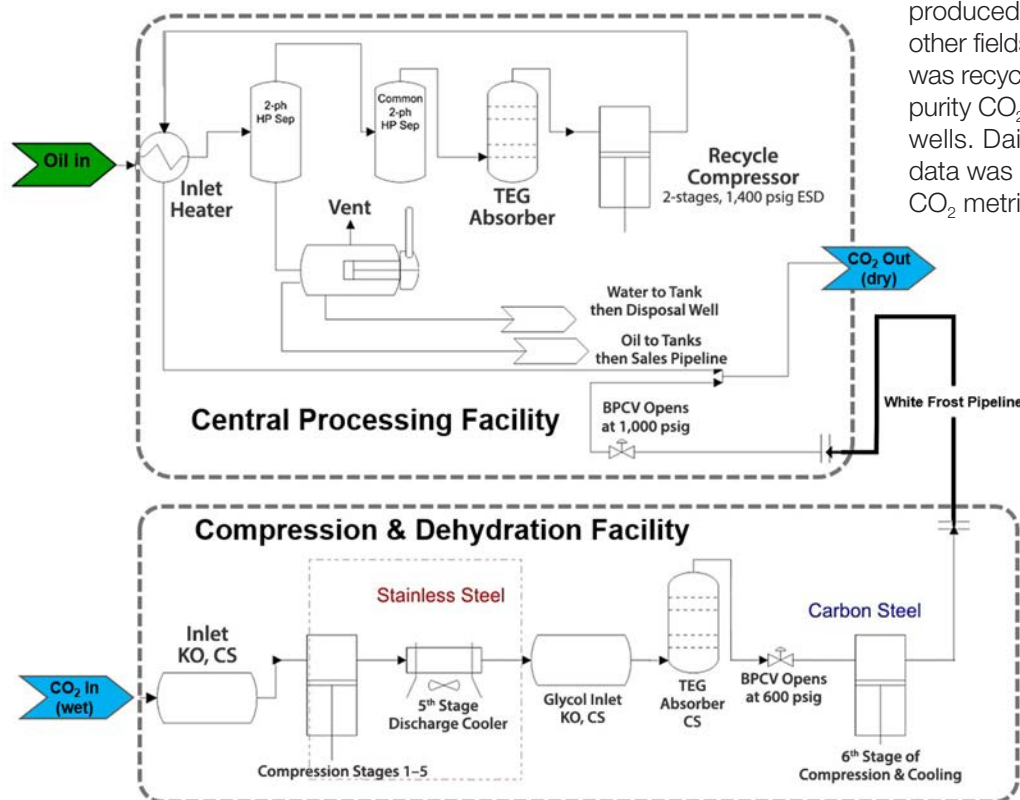 produced
other fields
was recyc
purity CO₂
wells. Dai
data was
CO₂ metri
Oil in
Inlet
Heater
2-ph
HP Sep
Common
2-ph
HP Sep
TEG
Absorber
Recycle
Compressor
2-stages, 1,400 psig ESD
Vent
CO₂ Out
(dry)
Water to Tank
then Disposal Well
Oil to Tanks
then Sales Pipeline
BPCV Opens
at 1,000 psig
White Frost Pipeline
Central Processing Facility
Compression & Dehydration Facility
Stainless Steel
Carbon Steel
Inlet
KO, CS
CO₂ in
(wet)
5th Stage
Discharge Cooler
Glycol Inlet
KO, CS
TEG
Absorber
CS
BPCV Opens
at 600 psig
Compression Stages 1–5
6th Stage of
Compression & Cooling